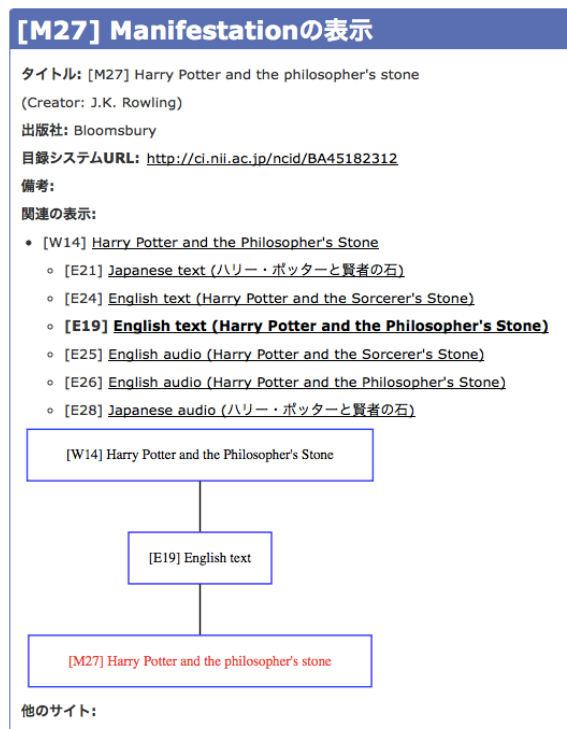 [M27] Manifestationの表示
タイトル: [M27] Harry Potter and the philosopher's stone
(Creator: J.K. Rowling)
出版社: Bloomsbury
目録システムURL: http://ci.nii.ac.jp/ncid/BA45182312
備考:
関連の表示:
• [W14] Harry Potter and the Philosopher's Stone
◦ [E21] Japanese text (ハリー・ポッターと賢者の石)
◦ [E24] English text (Harry Potter and the Sorcerer's Stone)
◦ [E19] English text (Harry Potter and the Philosopher's Stone)
◦ [E25] English audio (Harry Potter and the Sorcerer's Stone)
◦ [E26] English audio (Harry Potter and the Philosopher's Stone)
◦ [E28] Japanese audio (ハリー・ポッターと賢者の石)
[W14] Harry Potter and the Philosopher's Stone
[E19] English text
[M27] Harry Potter and the philosopher's stone
他のサイト: